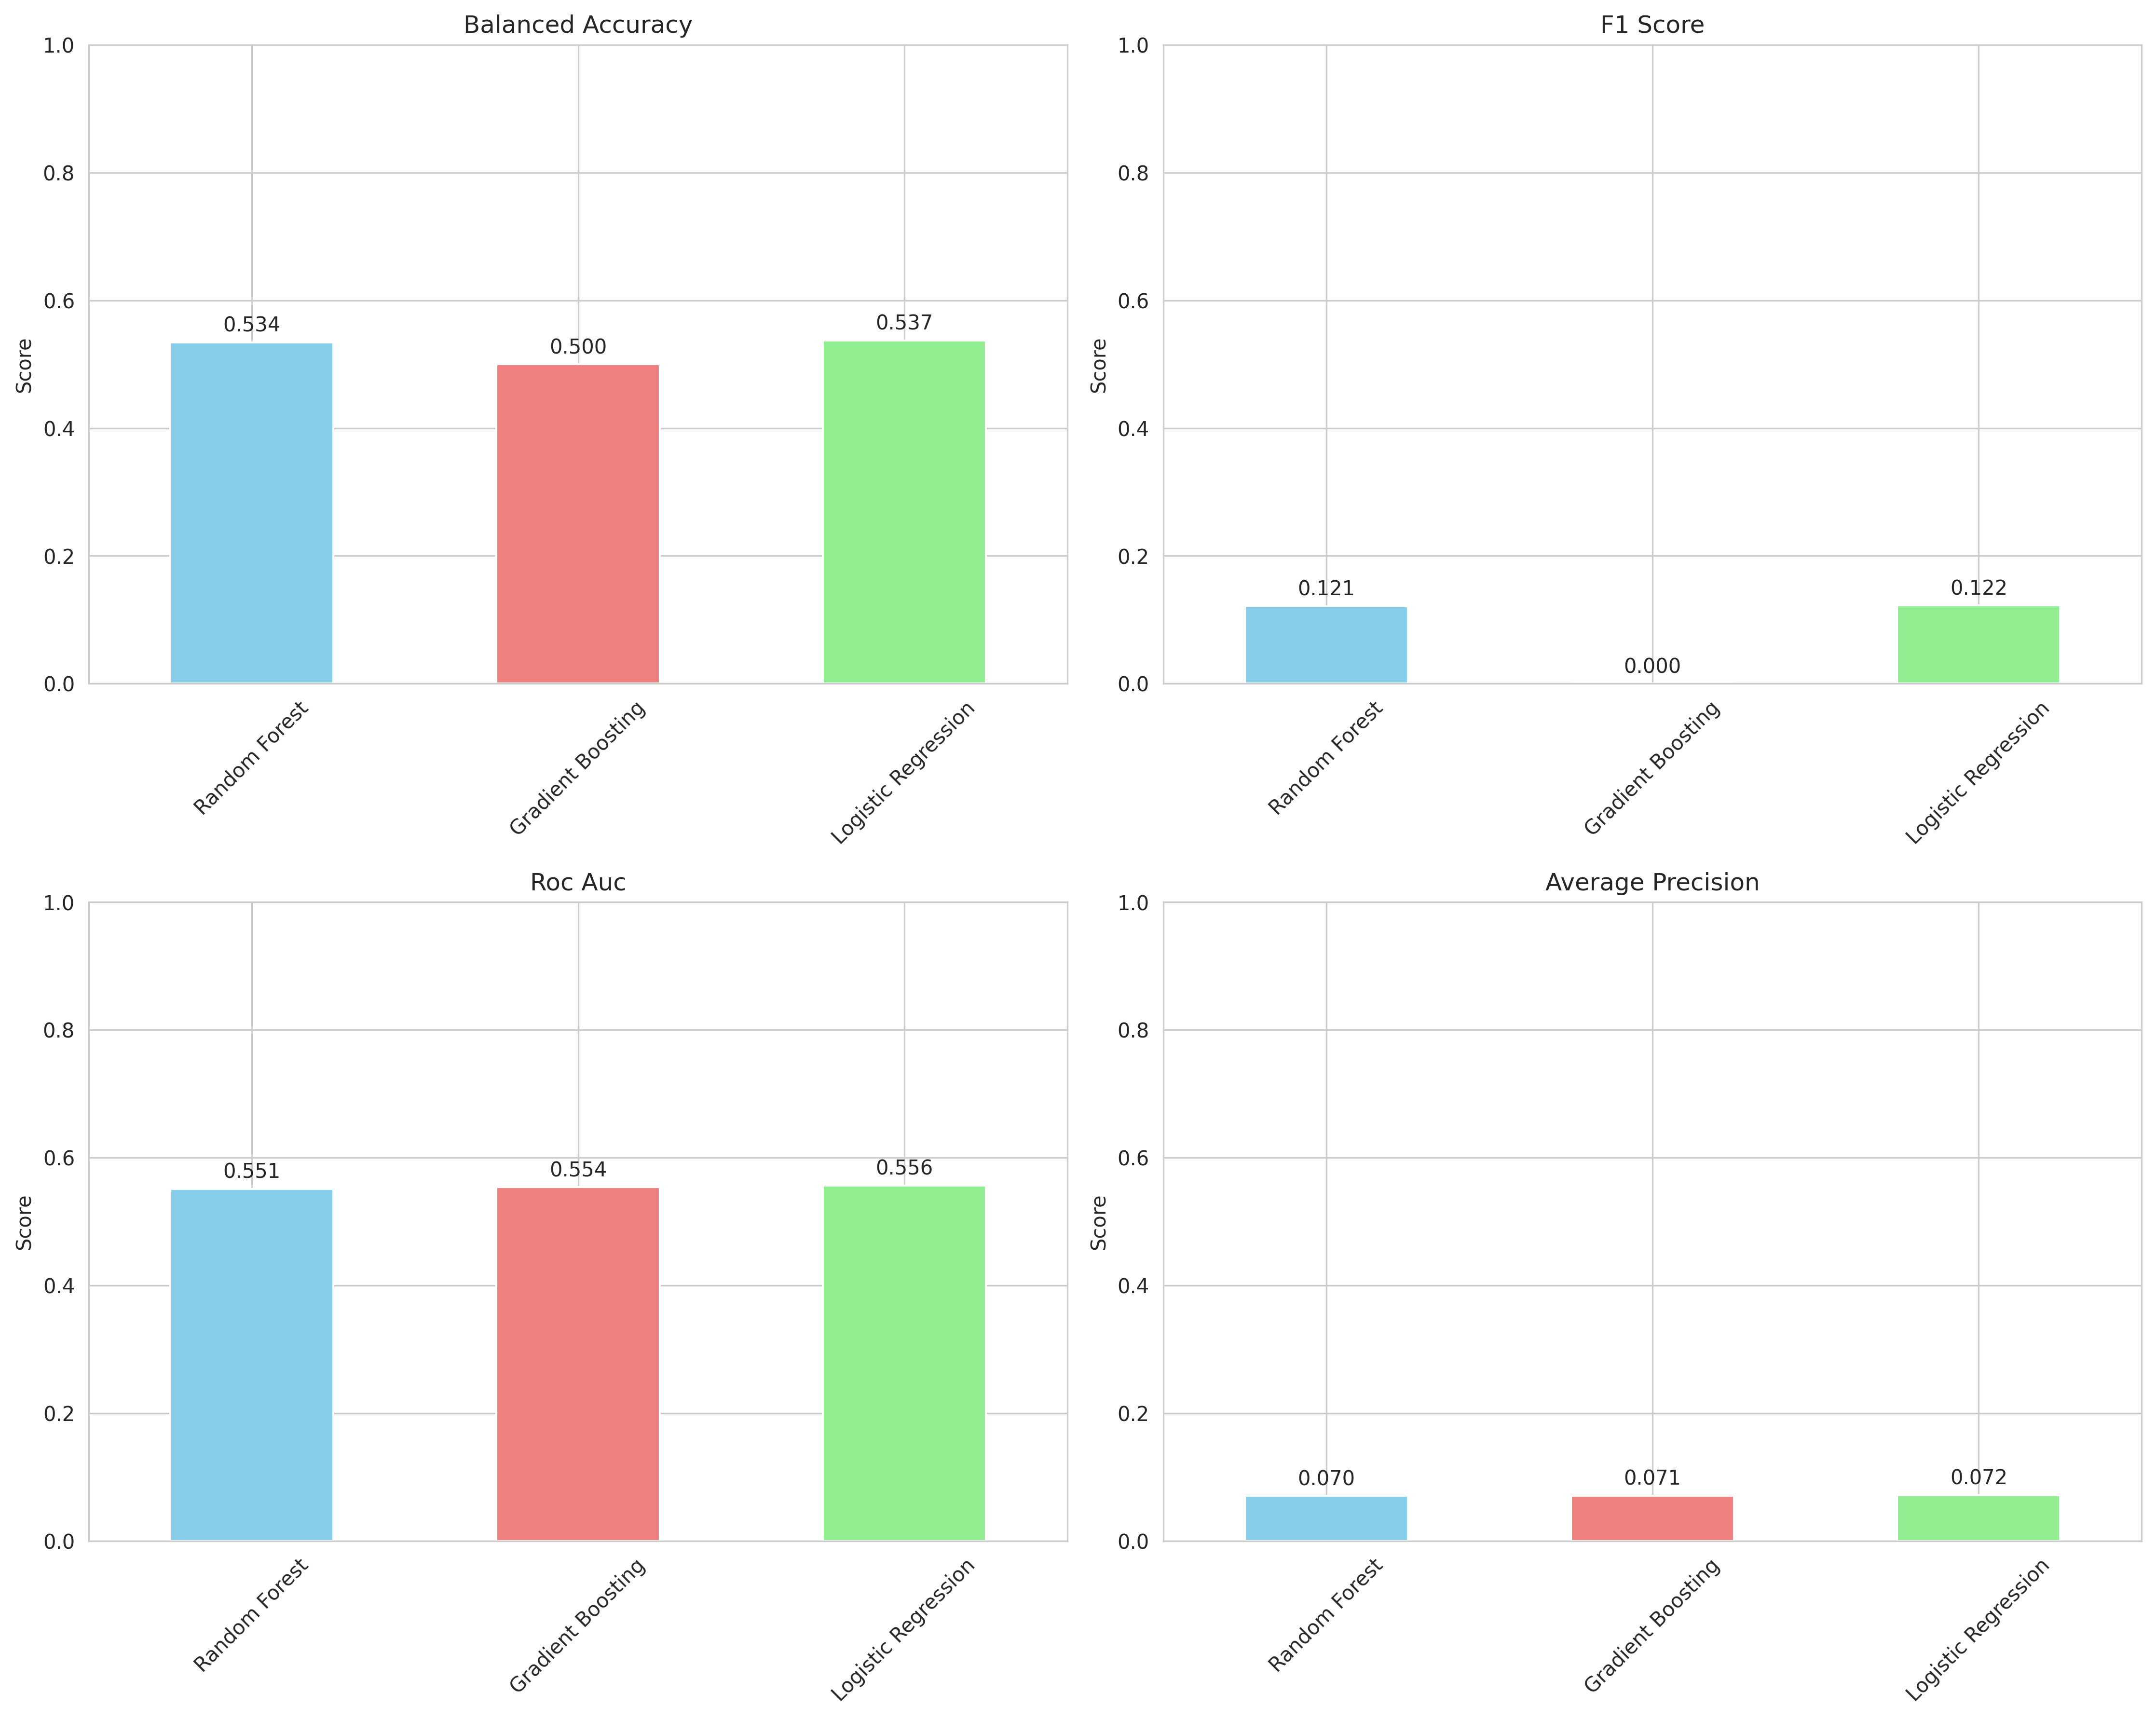 Balanced Accuracy
1.0
0.8
0.6
0.4
0.2
0.0
Score
0.534
0.500
0.537
Random Forest
Gradient Boosting
Logistic Regression
F1 Score
1.0
0.8
0.6
0.4
0.2
0.0
Score
0.121
0.000
0.122
Random Forest
Gradient Boosting
Logistic Regression
Roc Auc
1.0
0.8
0.6
0.4
0.2
0.0
Score
0.551
0.554
0.556
Random Forest
Gradient Boosting
Logistic Regression
Average Precision
1.0
0.8
0.6
0.4
0.2
0.0
Score
0.070
0.071
0.072
Random Forest
Gradient Boosting
Logistic Regression